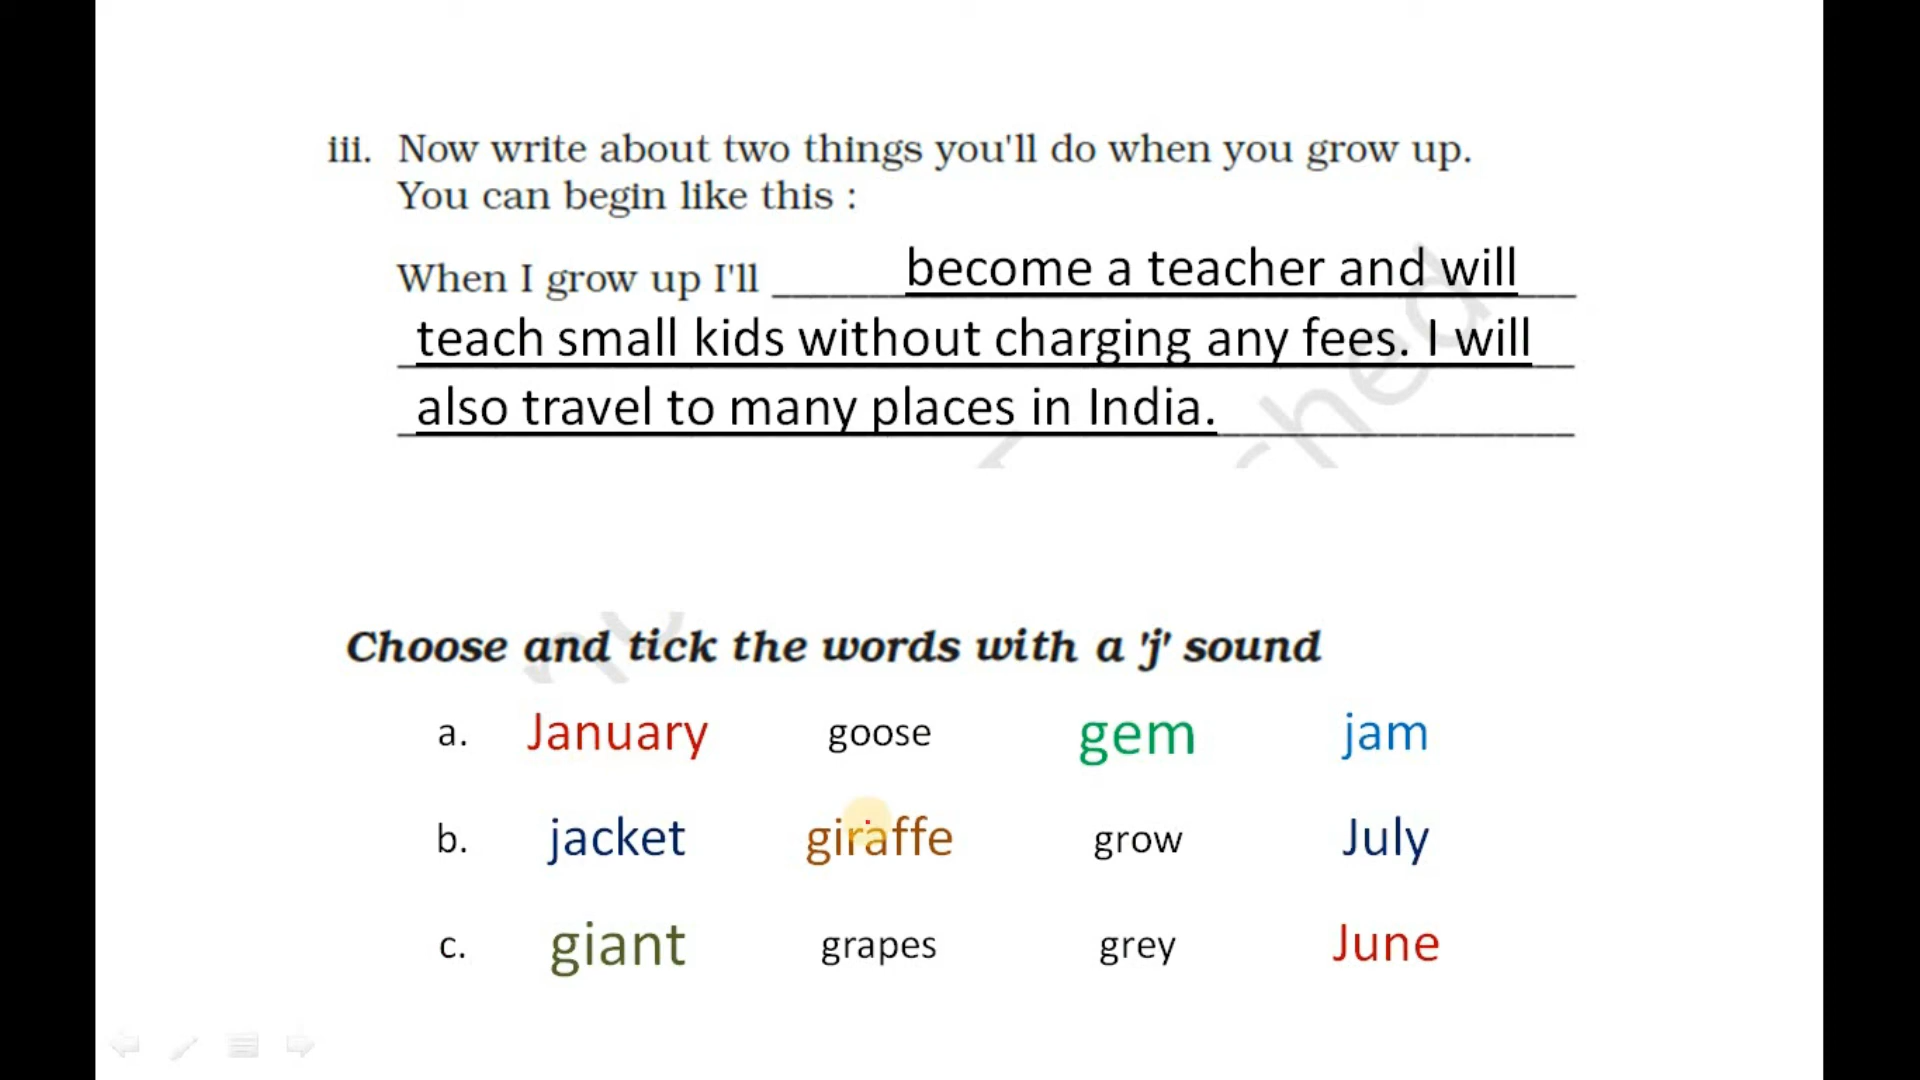 iii. Now write about two things you'll do when you grow up.
You can begin like this :
When I grow up I'll become a teacher and will
teach small kids without charging any fees. I will
also travel to many places in India.
Choose and tick the words with a 'j' sound
a. January goose gem jam
b. jacket giraffe grow July
c. giant grapes grey June